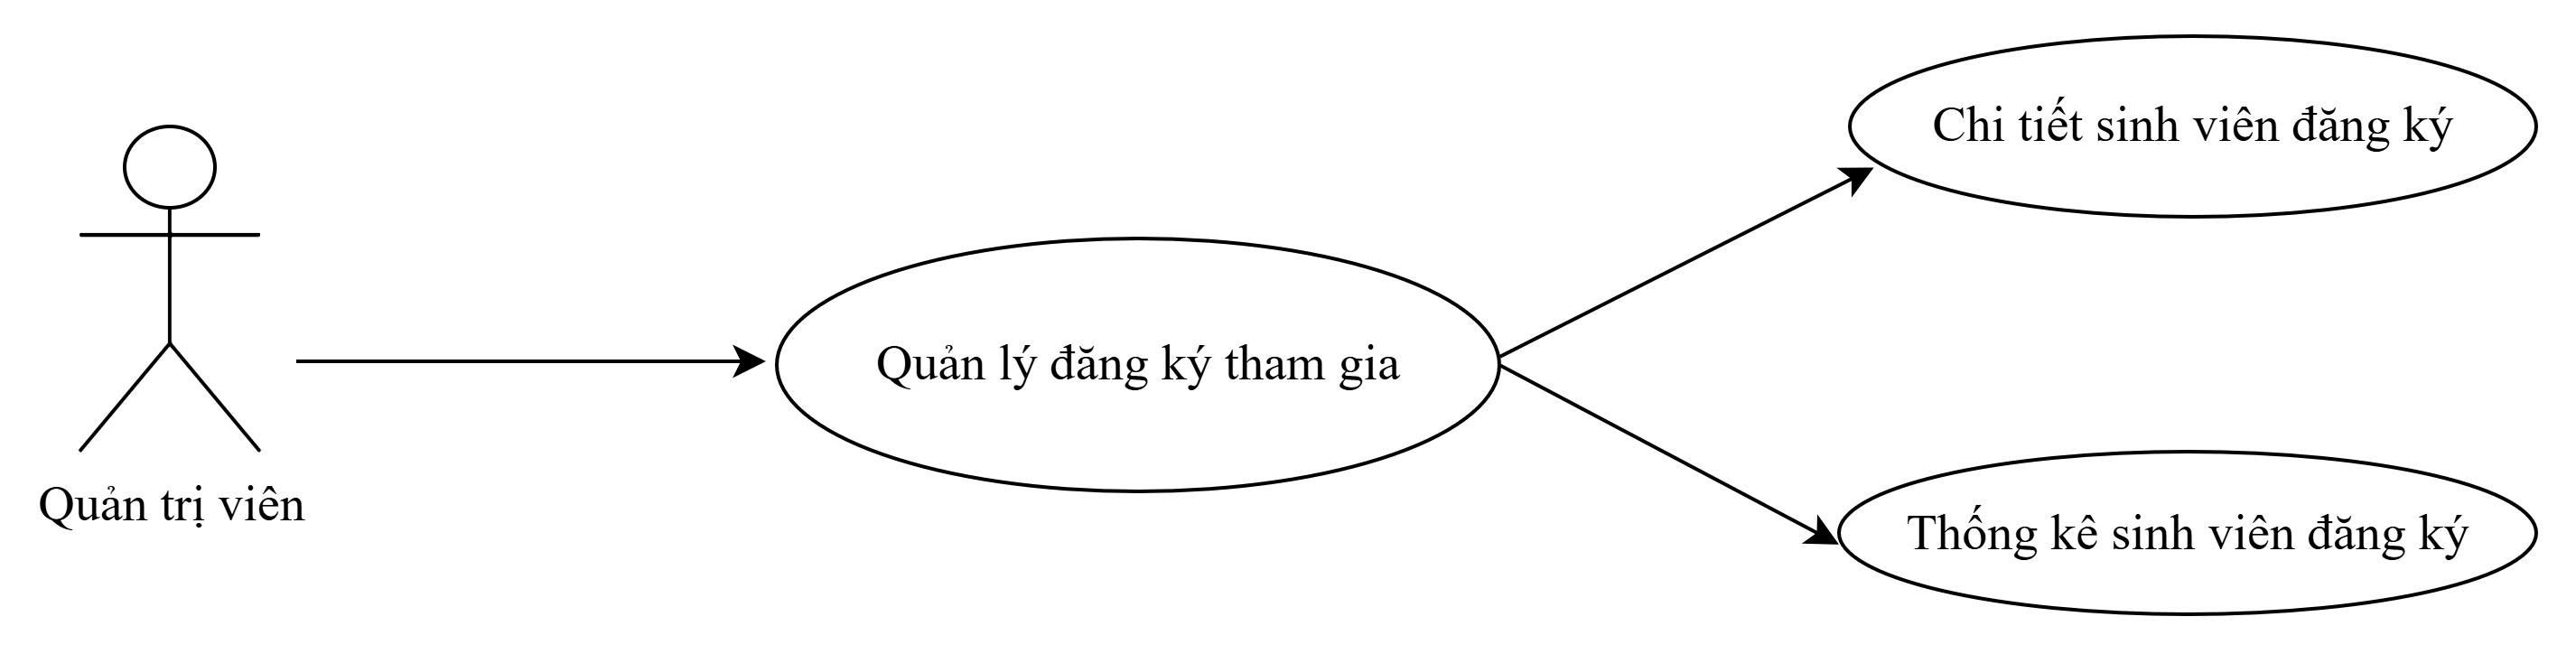 Quản trị viên
Quản lý đăng ký tham gia
Chi tiết sinh viên đăng ký
Thống kê sinh viên đăng ký